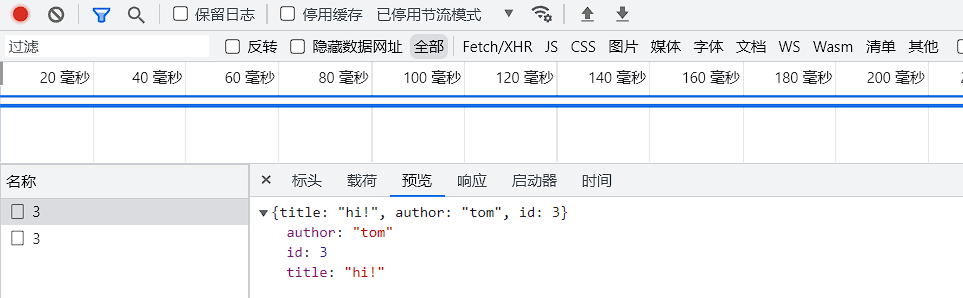 保留日志 停用缓存 已停用节流模式
过滤 反转 隐藏数据网址 全部 Fetch/XHR JS CSS 图片 媒体 字体 文档 WS Wasm 清单 其他
20 毫秒 40 毫秒 60 毫秒 80 毫秒 100 毫秒 120 毫秒 140 毫秒 160 毫秒 180 毫秒 200 毫秒
名称 × 标头 载荷 预览 响应 启动器 时间
3 {title: "hi!", author: "tom", id: 3}
3 author: "tom"
id: 3
title: "hi!"